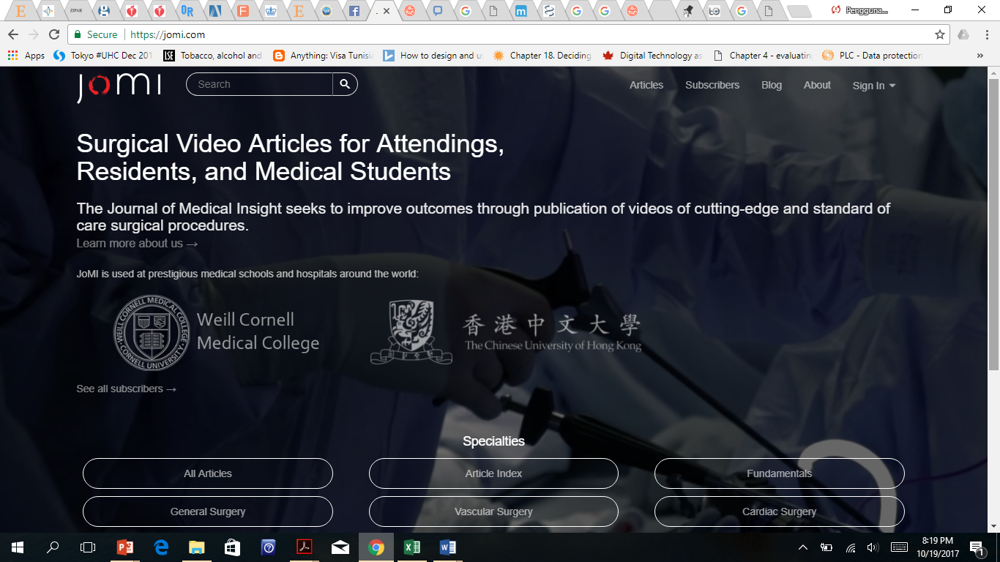 ZIPAR
Pengguna...
Secure
https://jomi.com
Apps
Tokyo #UHC Dec 201
LSE
Tobacco, alcohol and
Anything: Visa Tunisia
How to design and us
Chapter 18. Deciding
Digital Technology as
Chapter 4 - evaluatin
PLC - Data protection
»
JOMI
Search
Articles
Subscribers
Blog
About
Sign In
Surgical Video Articles for Attendings,
Residents, and Medical Students
The Journal of Medical Insight seeks to improve outcomes through publication of videos of cutting-edge and standard of
care surgical procedures.
Learn more about us →
JoMI is used at prestigious medical schools and hospitals around the world:
WEILL CORNELL MEDICAL COLLEGE
CORNELL UNIVERSITY
Weill Cornell
Medical College
香港中文大學
The Chinese University of Hong Kong
See all subscribers →
Specialties
All Articles
Article Index
Fundamentals
General Surgery
Vascular Surgery
Cardiac Surgery
8:19 PM
10/19/2017
1